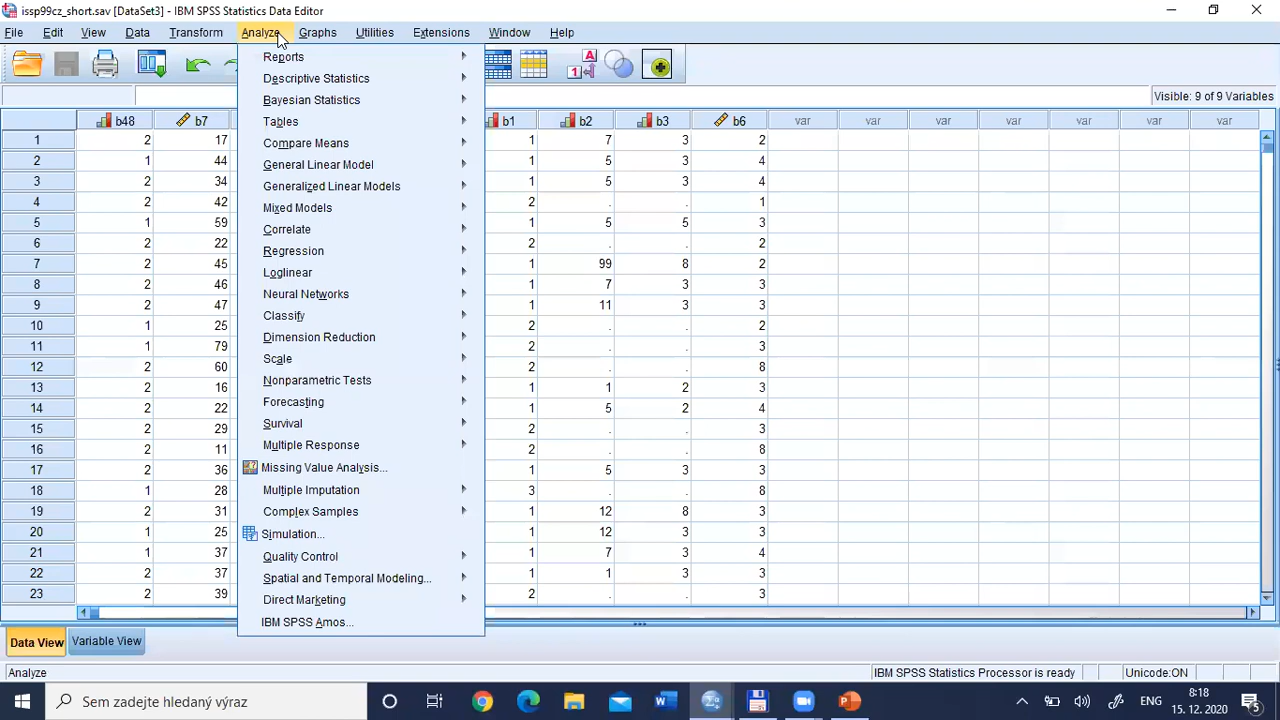 issp99cz_short.sav [DataSet3] - IBM SPSS Statistics Data Editor
File Edit View Data Transform Analyze Graphs Utilities Extensions Window Help
Visible: 9 of 9 Variables
Reports
Descriptive Statistics
Bayesian Statistics
Tables
Compare Means
General Linear Model
Generalized Linear Models
Mixed Models
Correlate
Regression
Loglinear
Neural Networks
Classify
Dimension Reduction
Scale
Nonparametric Tests
Forecasting
Survival
Multiple Response
Missing Value Analysis...
Multiple Imputation
Complex Samples
Simulation...
Quality Control
Spatial and Temporal Modeling...
Direct Marketing
IBM SPSS Amos...
b48 b7 b1 b2 b3 b6 var var var var var var var
1 2 17 1 7 3 2
2 1 44 1 5 3 4
3 2 34 1 5 3 4
4 2 42 2 . . 1
5 1 59 1 5 5 3
6 2 22 2 . . 2
7 2 45 1 99 8 2
8 2 46 1 7 3 3
9 2 47 1 11 3 3
10 1 25 2 . . 2
11 1 79 2 . . 3
12 2 60 2 . . 8
13 2 16 1 1 2 3
14 2 22 1 5 2 4
15 2 29 2 . . 3
16 2 11 2 . . 8
17 2 36 1 5 3 3
18 1 28 3 . . 8
19 2 31 1 12 8 3
20 1 25 1 12 3 3
21 1 37 1 7 3 4
22 2 37 1 1 3 3
23 2 39 2 . . 3
Data View Variable View
Analyze IBM SPSS Statistics Processor is ready Unicode:ON
Sem zadejte hledaný výraz
ENG
8:18
15. 12. 2020
5